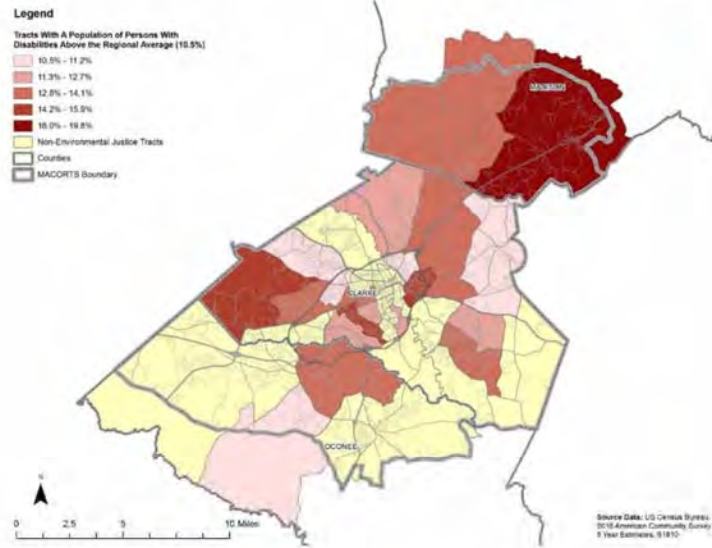 Legend
Tracts With A Population of Persons With
Disabilities Above the Regional Average (10.5%)
10.5% - 11.2%
11.3% - 12.7%
12.8% - 14.1%
14.2% - 15.9%
16.0% - 19.8%
Non-Environmental Justice Tracts
Counties
MACORTS Boundary
MADISON
CLARKE
OCONEE
N
0 2.5 5 10 Miles
Source Data: US Census Bureau
American Community Survey
5 Year Estimates,